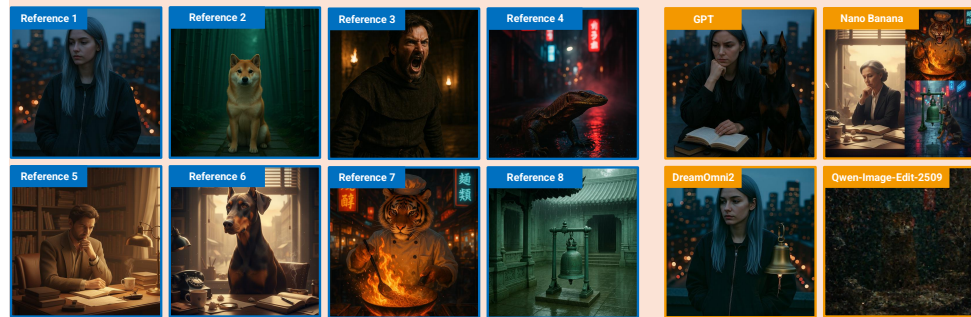 Reference 1
Reference 2
Reference 3
Reference 4
GPT
Nano Banana
Reference 5
Reference 6
Reference 7
Reference 8
DreamOmni2
Qwen-Image-Edit-2509
麺
類